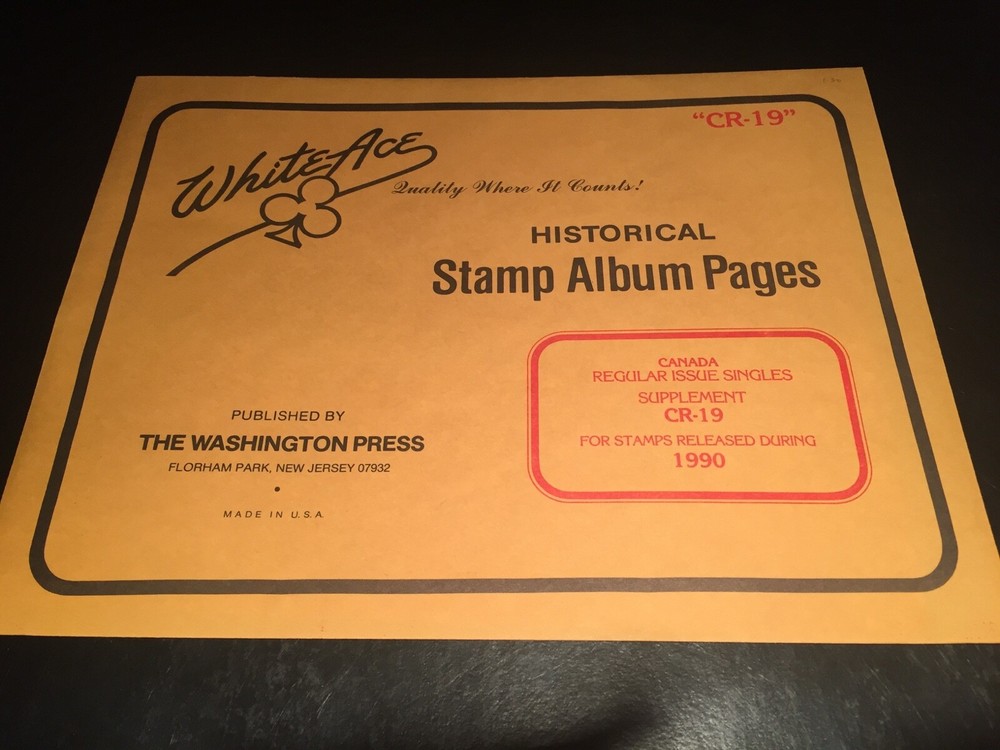 "CR-19"
White Ace
Quality Where It Counts!
HISTORICAL
Stamp Album Pages
CANADA
REGULAR ISSUE SINGLES
SUPPLEMENT
CR-19
FOR STAMPS RELEASED DURING
1990
PUBLISHED BY
THE WASHINGTON PRESS
FLORHAM PARK, NEW JERSEY 07932
•
MADE IN U.S.A.